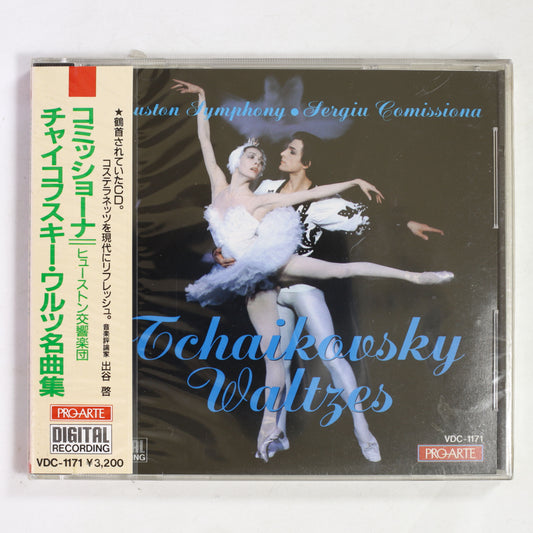 ★鶴首されていたCD。
コステラネッツを現代にリフレッシュ。
音楽評論家 出谷 啓
コミッショーナ
ヒューストン交響楽団
チャイコフスキー・ワルツ名曲集
PRO-ARTE
DIGITAL
RECORDING
VDC-1171 ¥3,200
uston Symphony • Sergiu Comissiona
Tchaikovsky
Waltzes
VDC-1171
PRO-ARTE